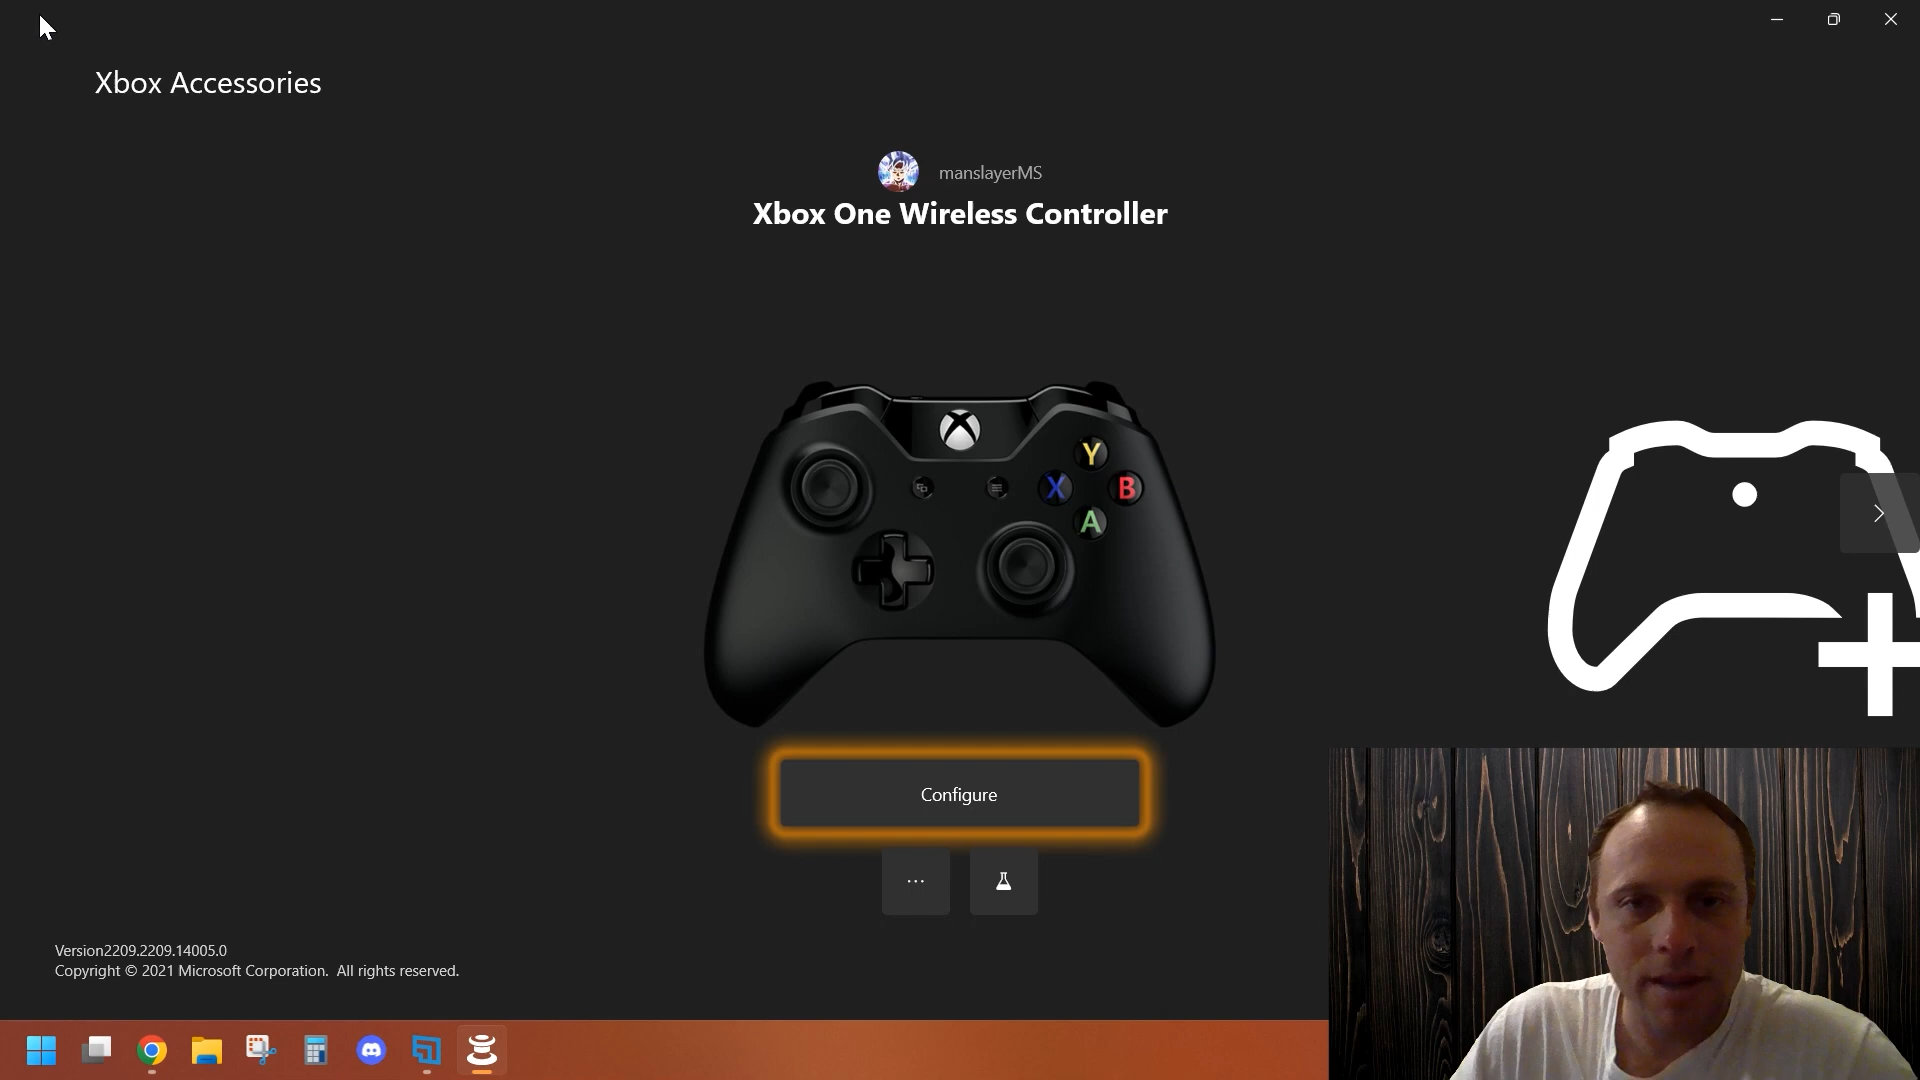 Xbox Accessories
manslayerMS
Xbox One Wireless Controller
Y
X B
A
Configure
Version2209.2209.14005.0
Copyright © 2021 Microsoft Corporation.  All rights reserved.